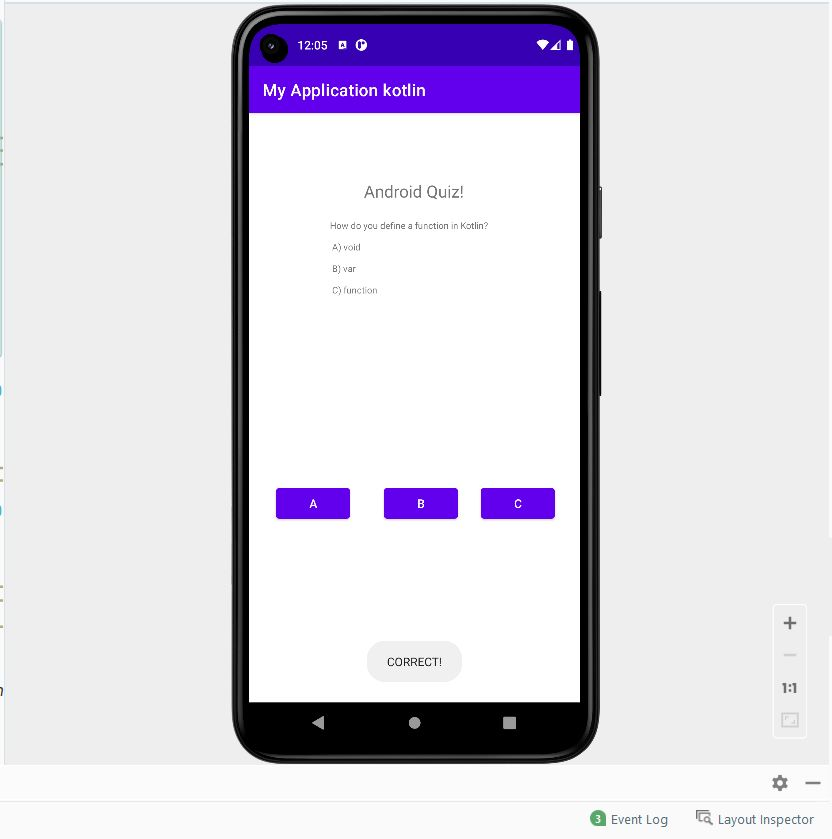 12:05
My Application kotlin
Android Quiz!
How do you define a function in Kotlin?
A) void
B) var
C) function
A B C
CORRECT!
1:1
3 Event Log Layout Inspector